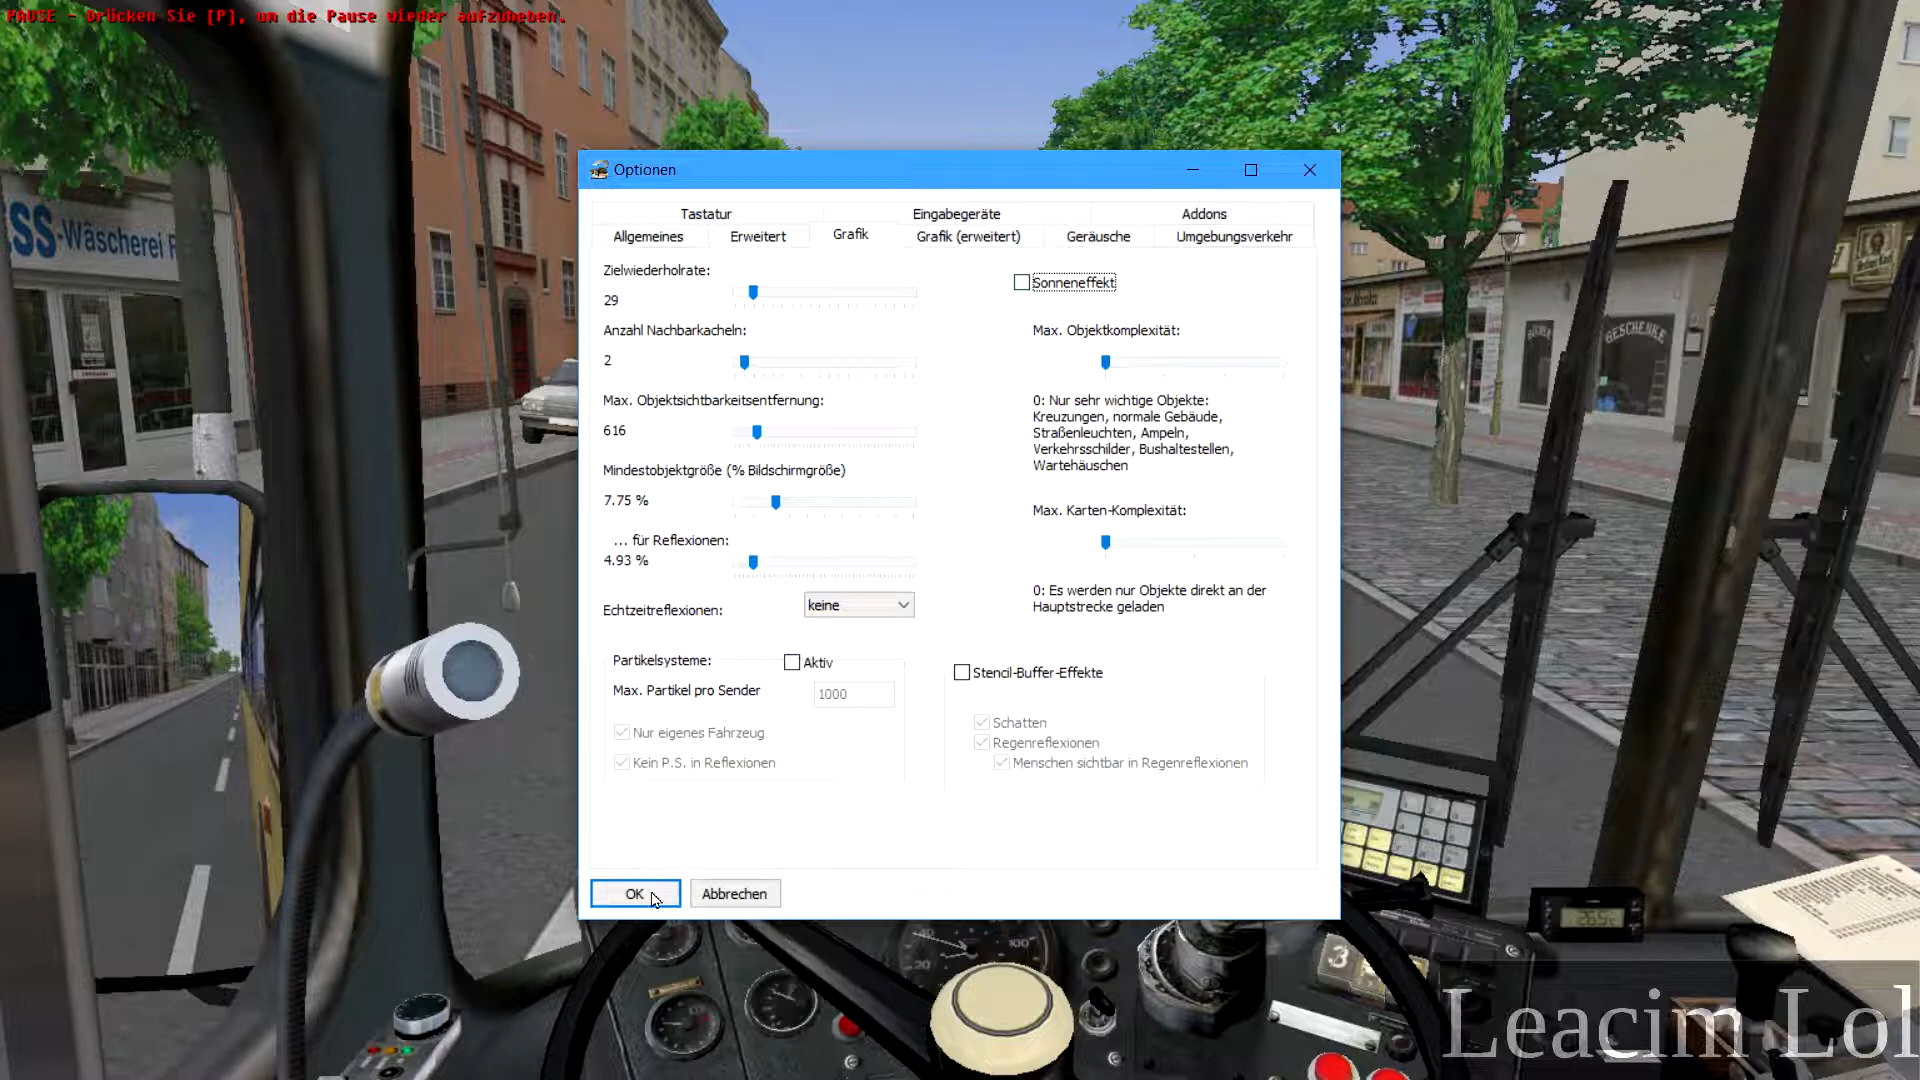 PAUSE - Drücken Sie [P], um die Pause wieder aufzuheben.
SS-Wäscherei
Optionen
Tastatur
Eingabegeräte
Addons
Allgemeines
Erweitert
Grafik
Grafik (erweitert)
Geräusche
Umgebungsverkehr
Zielwiederholrate:
29
Sonneneffekt
Anzahl Nachbarkacheln:
2
Max. Objektkomplexität:
Max. Objektsichtbarkeitsentfernung:
616
0: Nur sehr wichtige Objekte:
Kreuzungen, normale Gebäude,
Straßenleuchten, Ampeln,
Verkehrsschilder, Bushaltestellen,
Wartehäuschen
Mindestobjektgröße (% Bildschirmgröße)
7.75 %
Max. Karten-Komplexität:
... für Reflexionen:
4.93 %
0: Es werden nur Objekte direkt an der
Hauptstrecke geladen
Echtzeitreflexionen:
keine
Partikelsysteme:
Aktiv
Max. Partikel pro Sender
1000
Nur eigenes Fahrzeug
Kein P.S. in Reflexionen
Stencil-Buffer-Effekte
Schatten
Regenreflexionen
Menschen sichtbar in Regenreflexionen
OK
Abbrechen
GESCHENKE
100
20
3
Leacim Lol